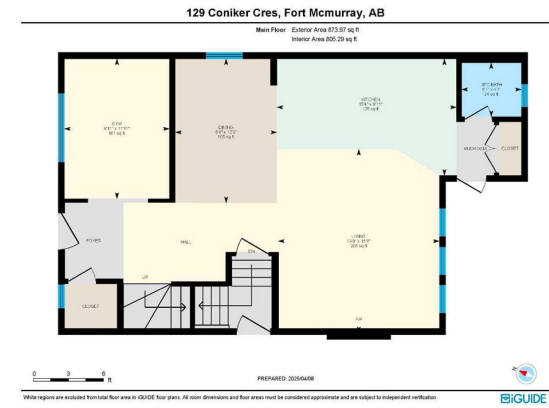 129 Coniker Cres, Fort Mcmurray, AB
Main Floor Exterior Area 873.97 sq ft
Interior Area 805.29 sq ft
KITCHEN
DINING
2PC BATH
MUDROOM
CLOSET
FOYER
HALL
LIVING
DN
UP
CLOSET
F/P
0 3 6
ft
PREPARED: 2025/04/08
N
White regions are excluded from total floor area in iGUIDE floor plans. All room dimensions and floor areas must be considered approximate and are subject to independent verification.
iGUIDE